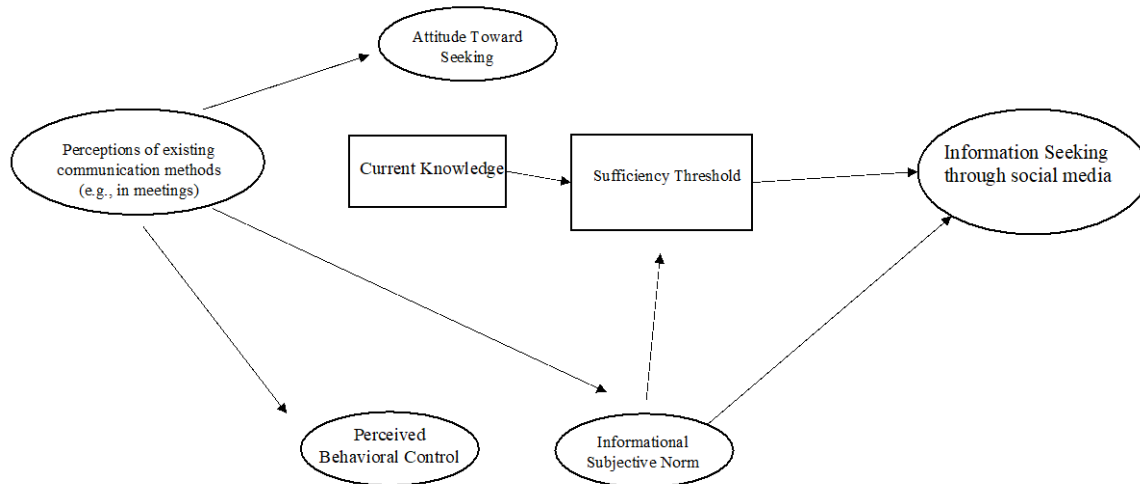 Attitude Toward
Seeking
Perceptions of existing
communication methods
(e.g., in meetings)
Current Knowledge
Sufficiency Threshold
Information Seeking
through social media
Perceived
Behavioral Control
Informational
Subjective Norm